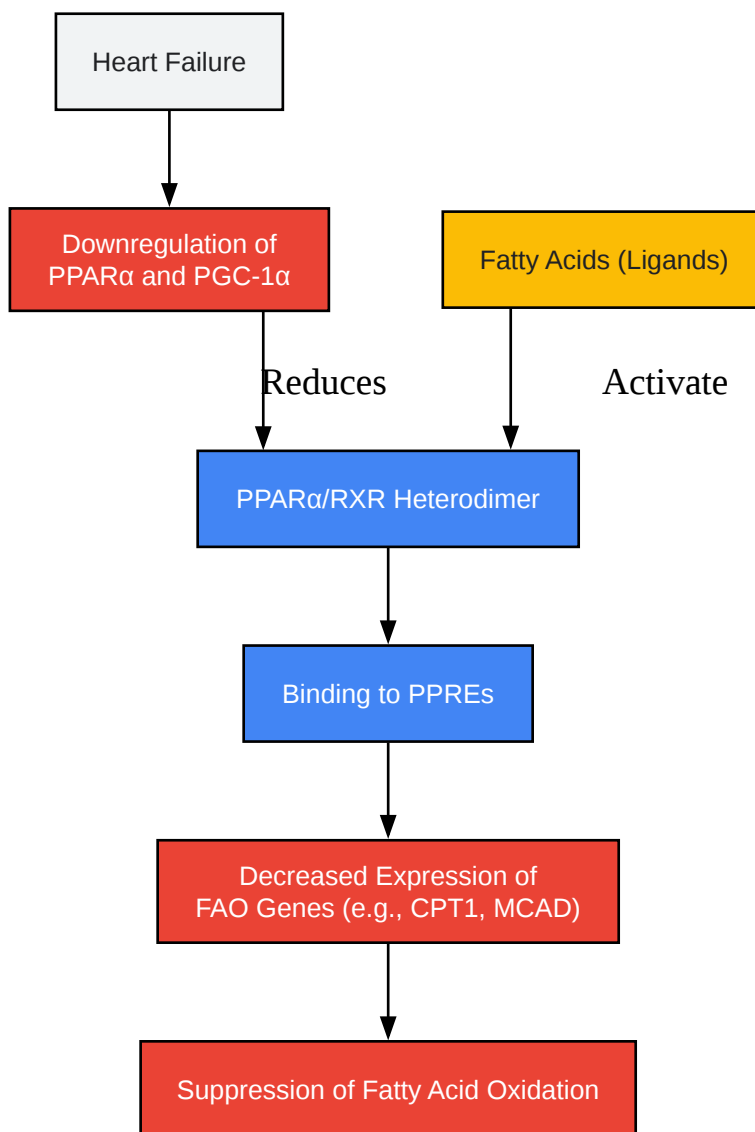 Heart Failure
Downregulation of
PPARα and PGC-1α
Fatty Acids (Ligands)
Reduces
Activate
PPARα/RXR Heterodimer
Binding to PPREs
Decreased Expression of
FAO Genes (e.g., CPT1, MCAD)
Suppression of Fatty Acid Oxidation